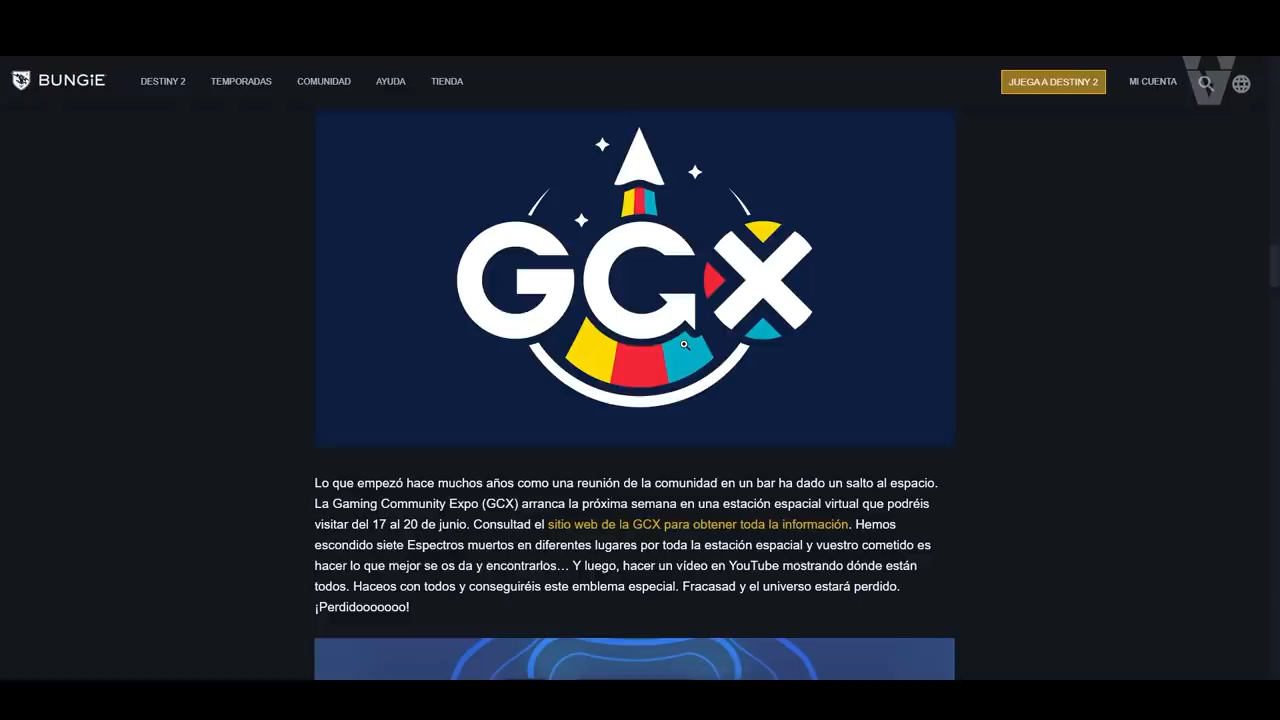 BUNGiE DESTINY 2 TEMPORADAS COMUNIDAD AYUDA TIENDA JUEGA A DESTINY 2 MI CUENTA
GCX
Lo que empezó hace muchos años como una reunión de la comunidad en un bar ha dado un salto al espacio.
La Gaming Community Expo (GCX) arranca la próxima semana en una estación espacial virtual que podréis
visitar del 17 al 20 de junio. Consultad el sitio web de la GCX para obtener toda la información. Hemos
escondido siete Espectros muertos en diferentes lugares por toda la estación espacial y vuestro cometido es
hacer lo que mejor se os da y encontrarlos… Y luego, hacer un vídeo en YouTube mostrando dónde están
todos. Haceos con todos y conseguiréis este emblema especial. Fracasad y el universo estará perdido.
¡Perdidooooooo!